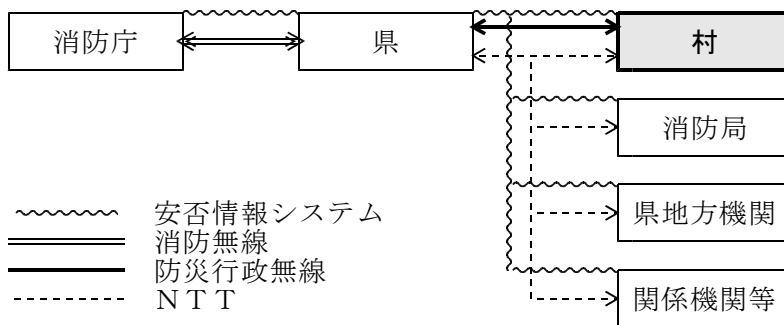 消防庁
県
村
消防局
県地方機関
関係機関等
安否情報システム
消防無線
防災行政無線
ＮＴＴ